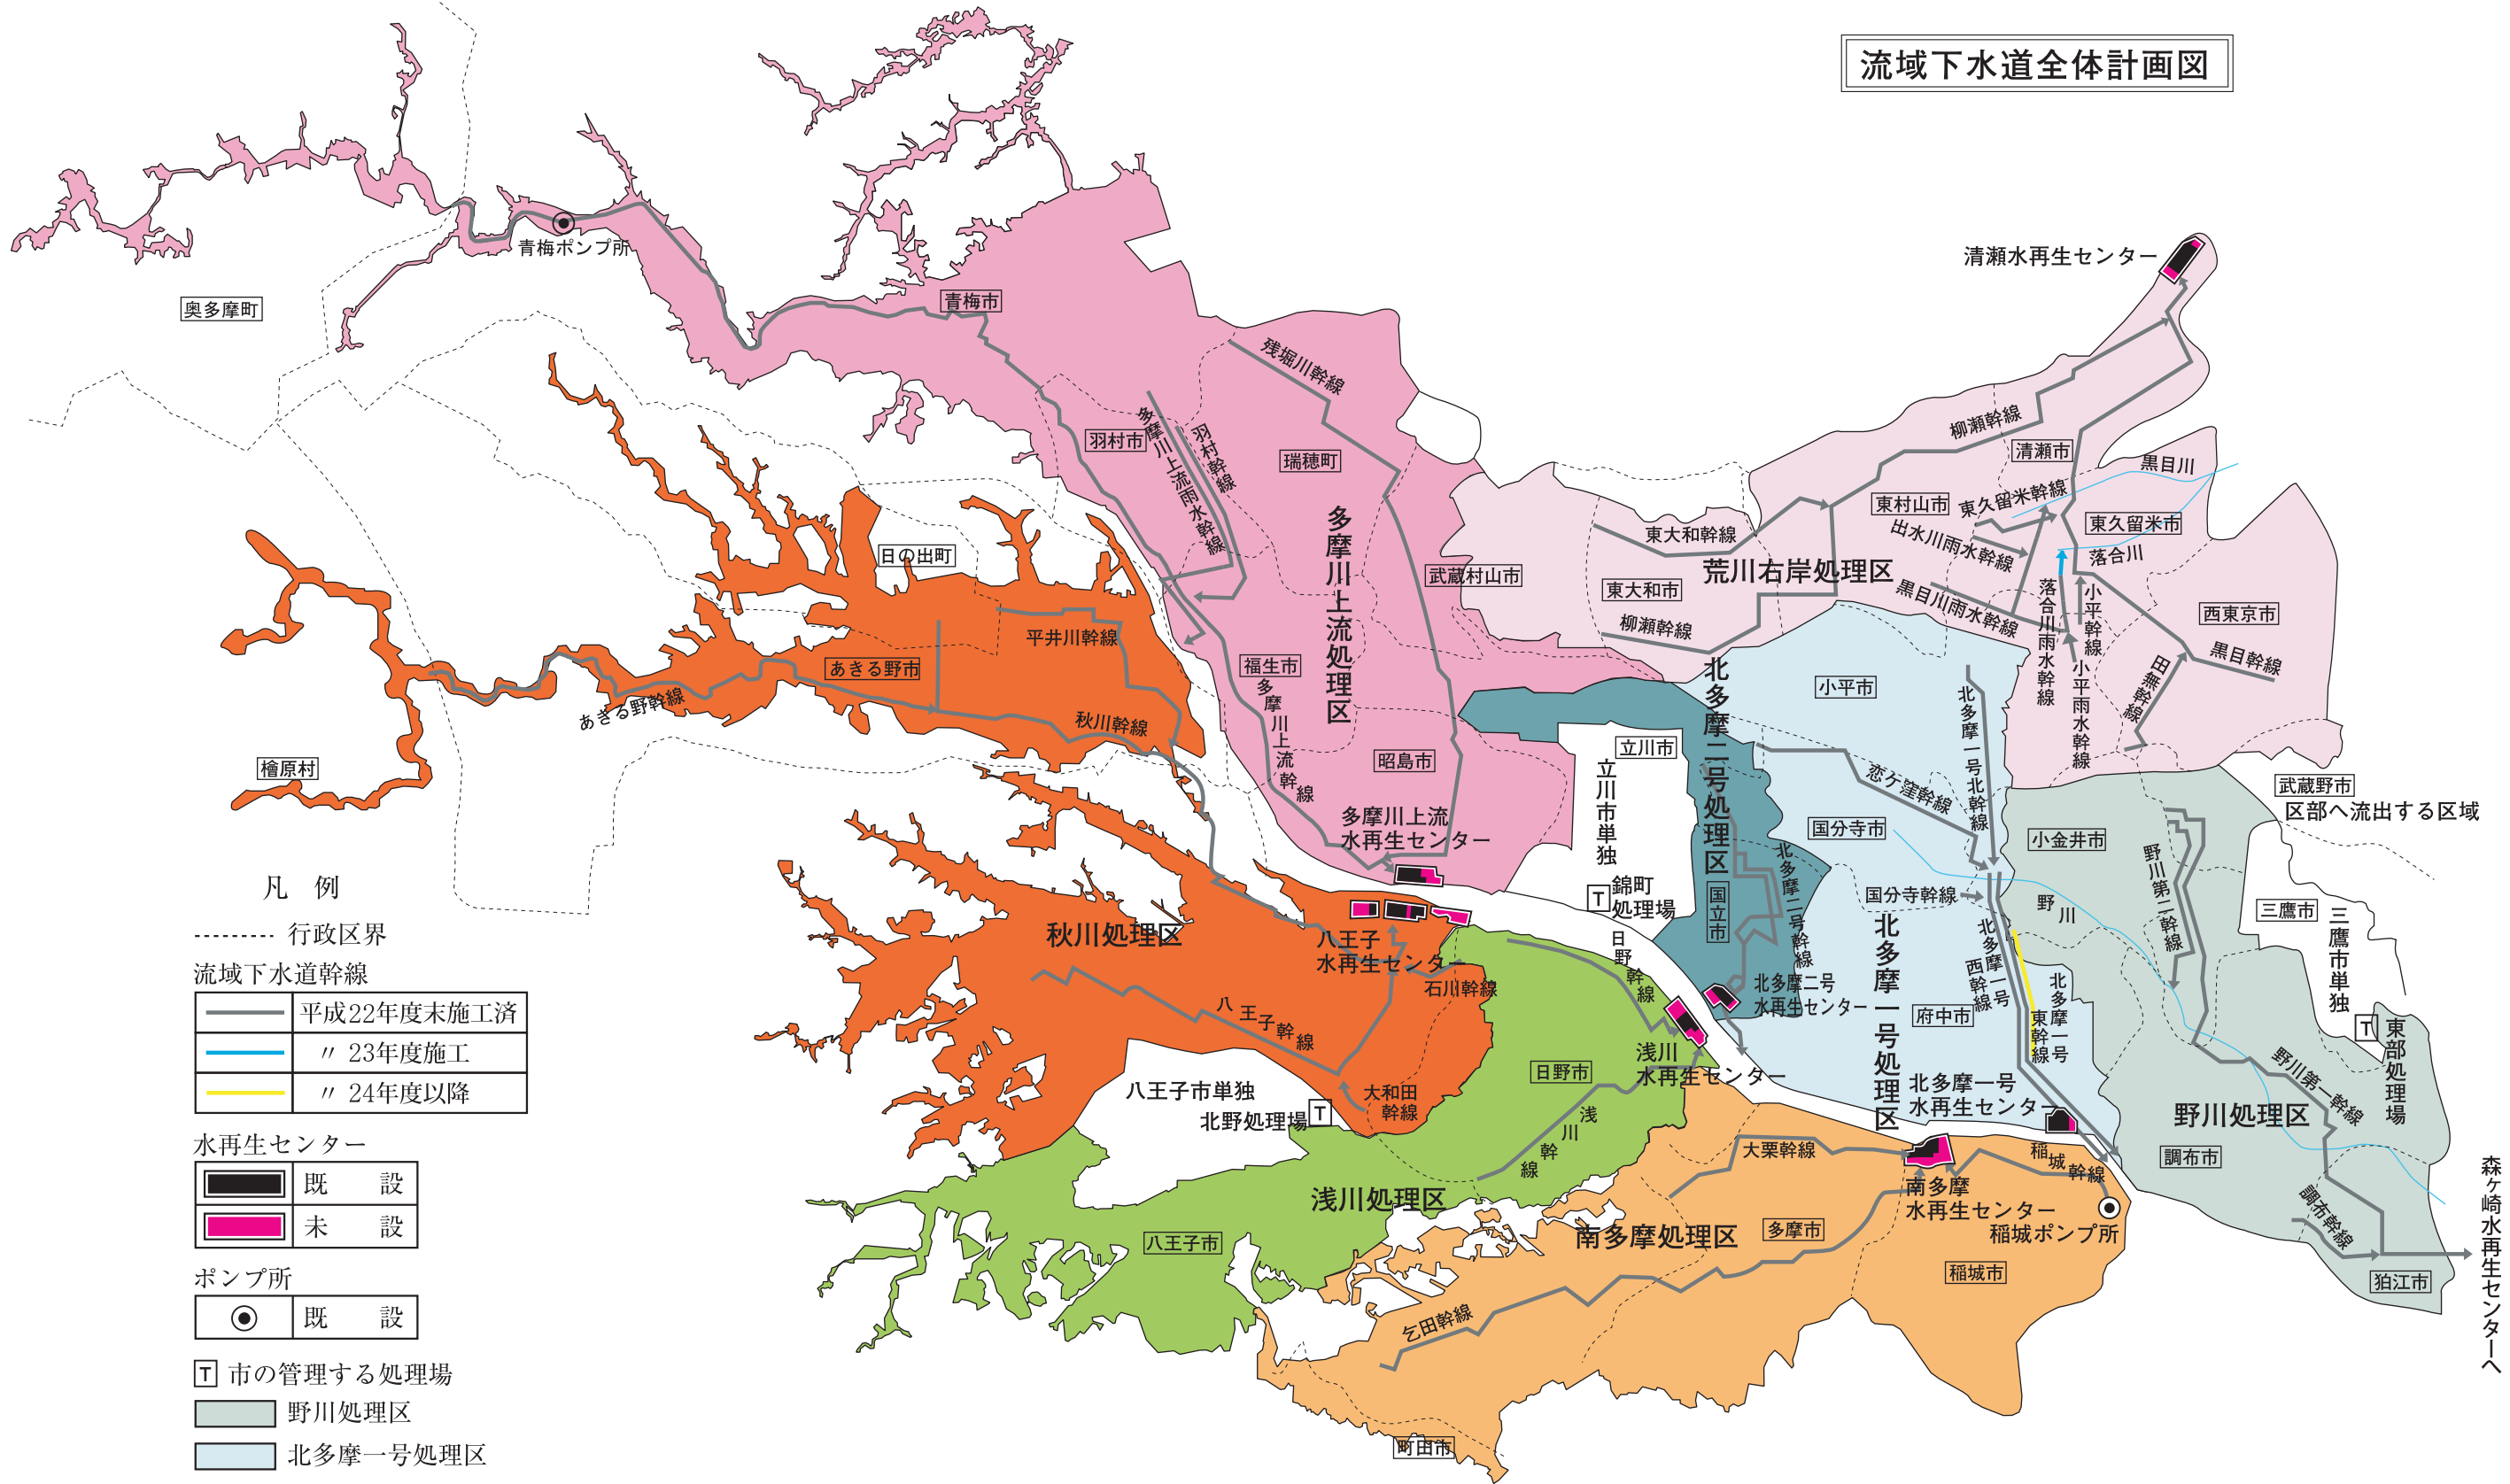 流域下水道全体計画図
清瀬水再生センター
青梅ポンプ所
奥多摩町
青梅市
残堀川幹線
羽村市
多摩川上流雨水幹線
羽村幹線
瑞穂町
多摩川上流処理区
武蔵村山市
柳瀬幹線
清瀬市
黒目川
東村山市
東久留米幹線
東久留米市
出水川雨水幹線
落合川
東大和幹線
荒川右岸処理区
東大和市
柳瀬幹線
黒目川雨水幹線
落合川雨水幹線
小平幹線
小平雨水幹線
西東京市
黒目幹線
田無幹線
日の出町
平井川幹線
あきる野市
あきる野幹線
秋川幹線
檜原村
福生市
多摩川上流幹線
昭島市
多摩川上流
水再生センター
立川市
立川市単独
錦町
処理場
北多摩二号処理区
小平市
北多摩一号北幹線
恋ケ窪幹線
国分寺市
国分寺幹線
国立市
北多摩二号幹線
北多摩二号
水再生センター
小金井市
野川
野川第二幹線
武蔵野市
区部へ流出する区域
三鷹市
三鷹市単独
東部処理場
北多摩一号処理区
北多摩一号
西幹線
北多摩一号
東幹線
府中市
北多摩一号
水再生センター
野川第一幹線
野川処理区
調布市
調布幹線
狛江市
森ヶ崎水再生センターへ
秋川処理区
八王子
水再生センター
石川幹線
八王子幹線
大和田
幹線
八王子市単独
北野処理場
日野幹線
浅川
水再生センター
日野市
浅川幹線
浅川処理区
八王子市
大栗幹線
南多摩
水再生センター
稲城幹線
稲城ポンプ所
南多摩処理区
多摩市
稲城市
乞田幹線
町田市
T
T
T
凡 例
行政区界
流域下水道幹線
平成22年度末施工済
〃 23年度施工
〃 24年度以降
水再生センター
既 設
未 設
ポンプ所
既 設
T 市の管理する処理場
野川処理区
北多摩一号処理区